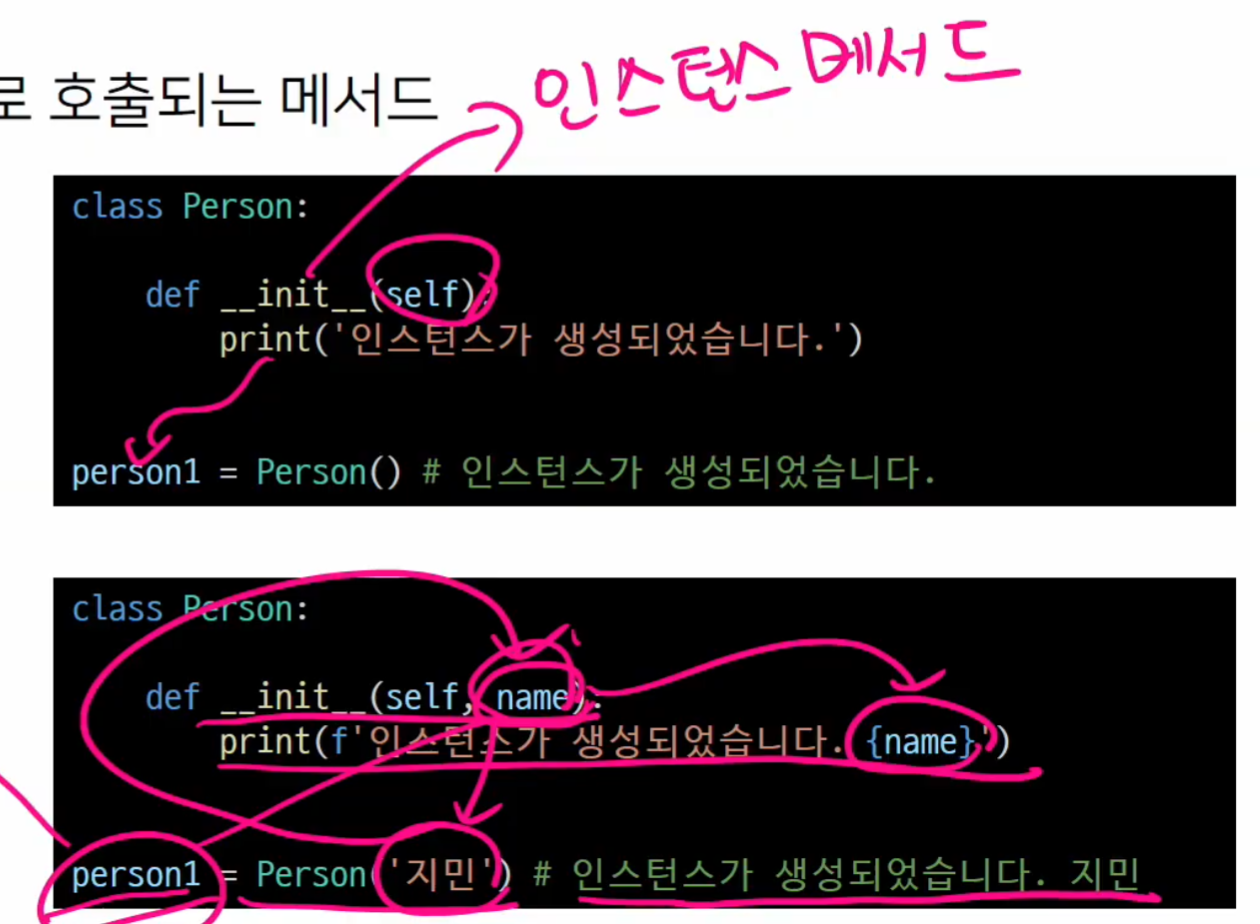 로 호출되는 메서드
인스턴스 메서드
class Person:
def __init__(self):
print('인스턴스가 생성되었습니다.')
person1 = Person() # 인스턴스가 생성되었습니다.
class Person:
def __init__(self, name):
print(f'인스턴스가 생성되었습니다. {name}')
person1 = Person('지민') # 인스턴스가 생성되었습니다. 지민